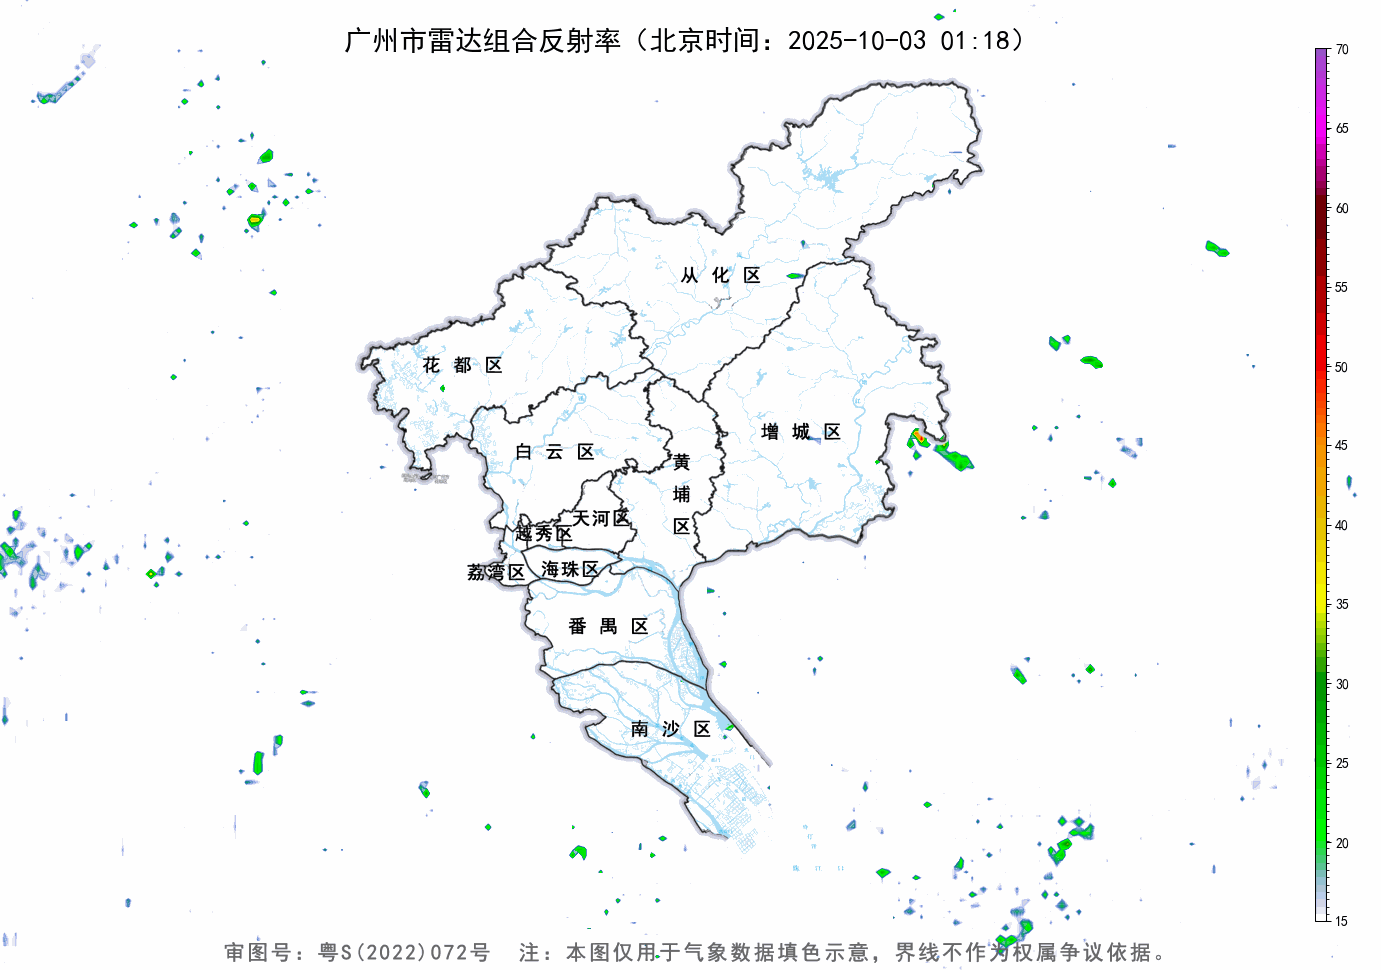 广州市雷达组合反射率（北京时间：2025-10-03 01:18）
70
65
60
55
50
45
40
35
30
25
20
15
从化区
花都区
增城区
白云区
黄埔区
天河区
越秀区
海珠区
荔湾区
番禺区
南沙区
审图号：粤S(2022)072号 注：本图仅用于气象数据填色示意，界线不作为权属争议依据。